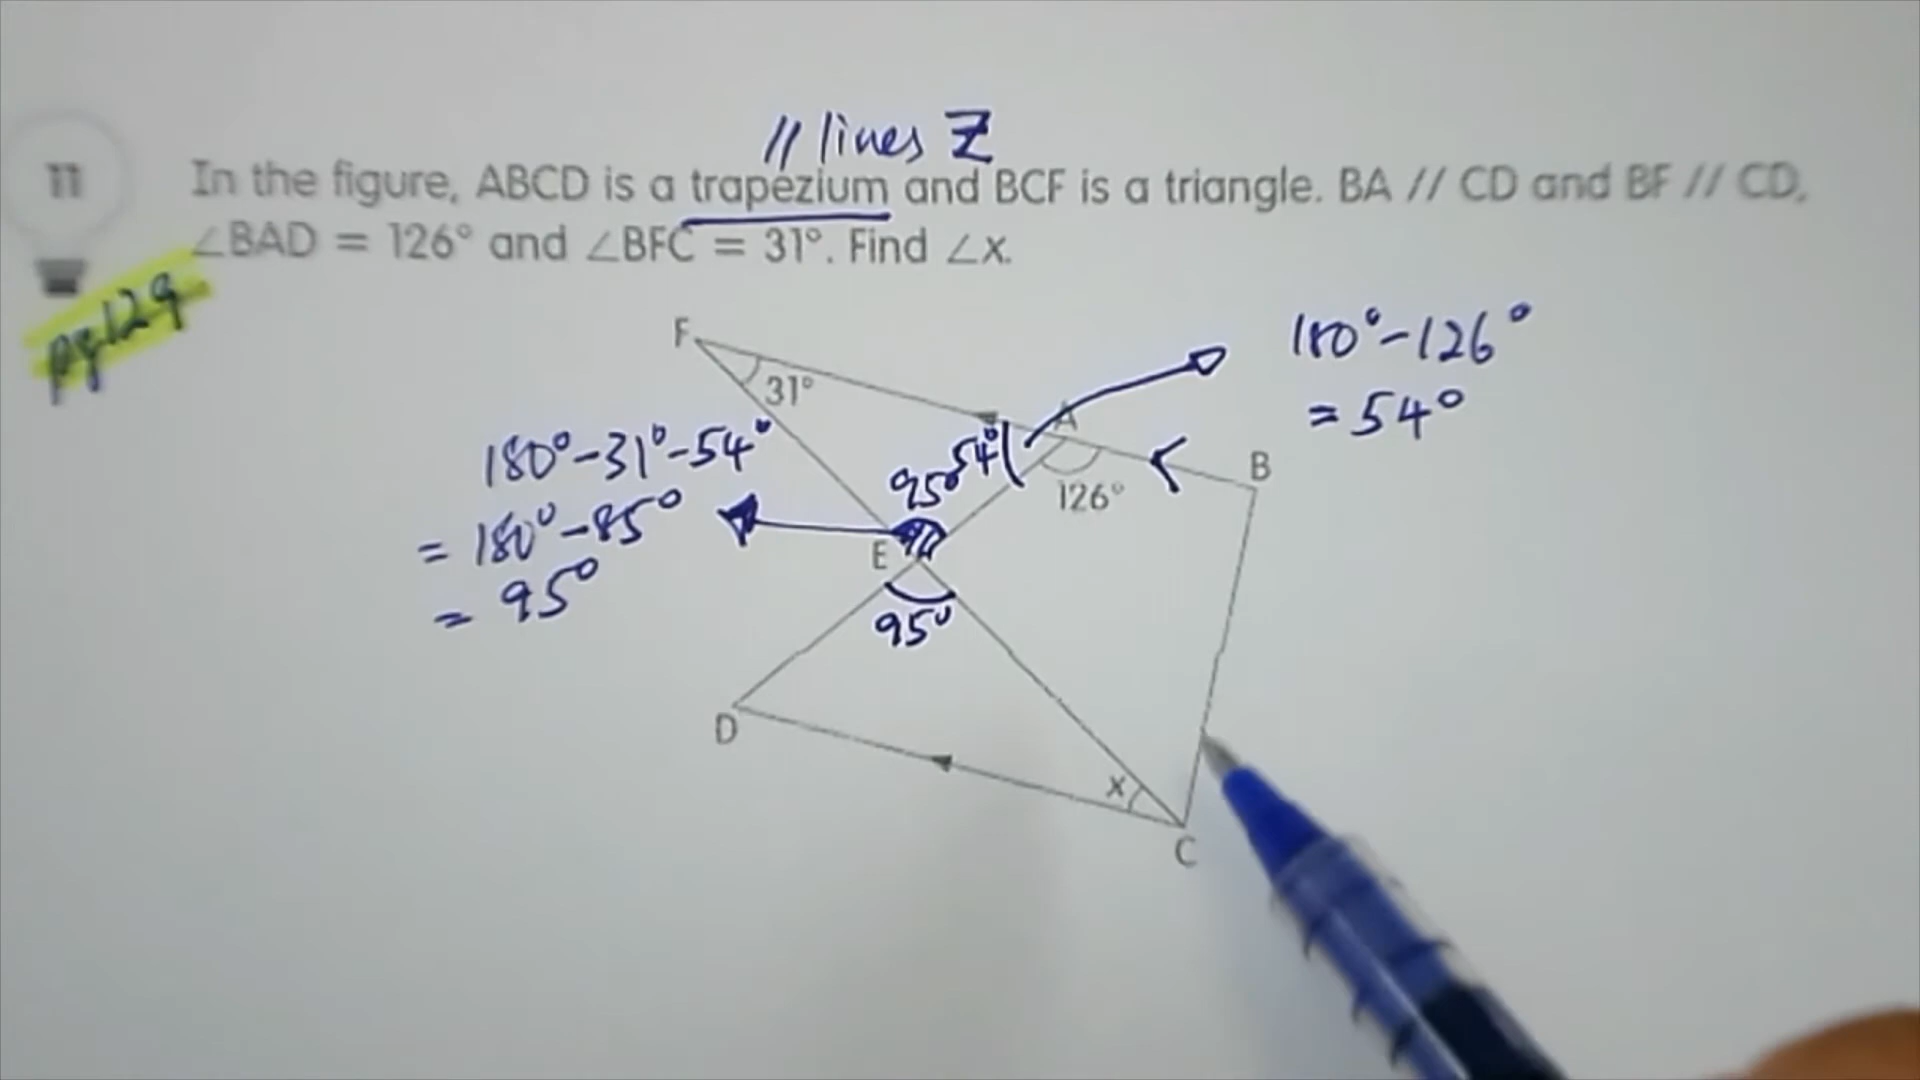 // lines Z
11
In the figure, ABCD is a trapezium and BCF is a triangle. BA // CD and BF // CD,
∠BAD = 126° and ∠BFC = 31°. Find ∠x.
pg129
F
31°
A
B
126°
180°-126°
= 54°
54°
95°
180°-31°-54°
= 180°-85°
= 95°
E
95°
D
x
C